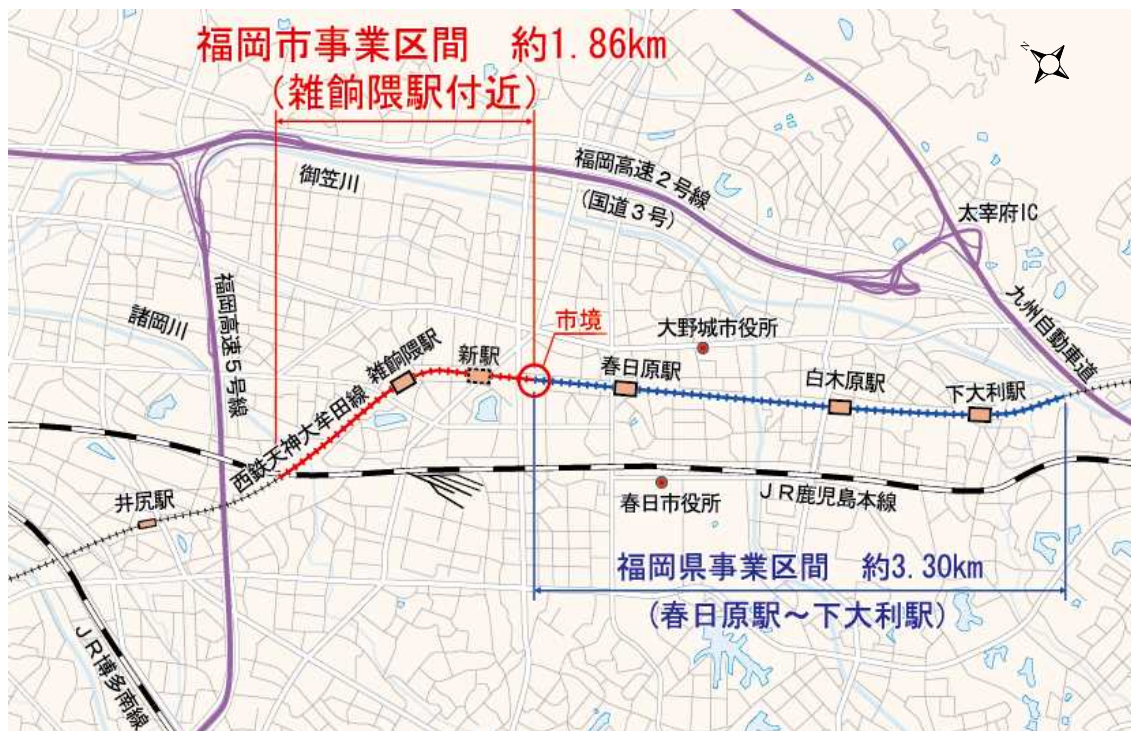 福岡市事業区間　約1.86km
(雑餉隈駅付近)
N
御笠川
福岡高速２号線
(国道３号)
太宰府IC
九州自動車道
諸岡川
福岡高速５号線
雑餉隈駅
新駅
市境
大野城市役所
春日原駅
白木原駅
下大利駅
西鉄天神大牟田線
井尻駅
春日市役所
ＪＲ鹿児島本線
福岡県事業区間　約3.30km
(春日原駅～下大利駅)
ＪＲ博多南線